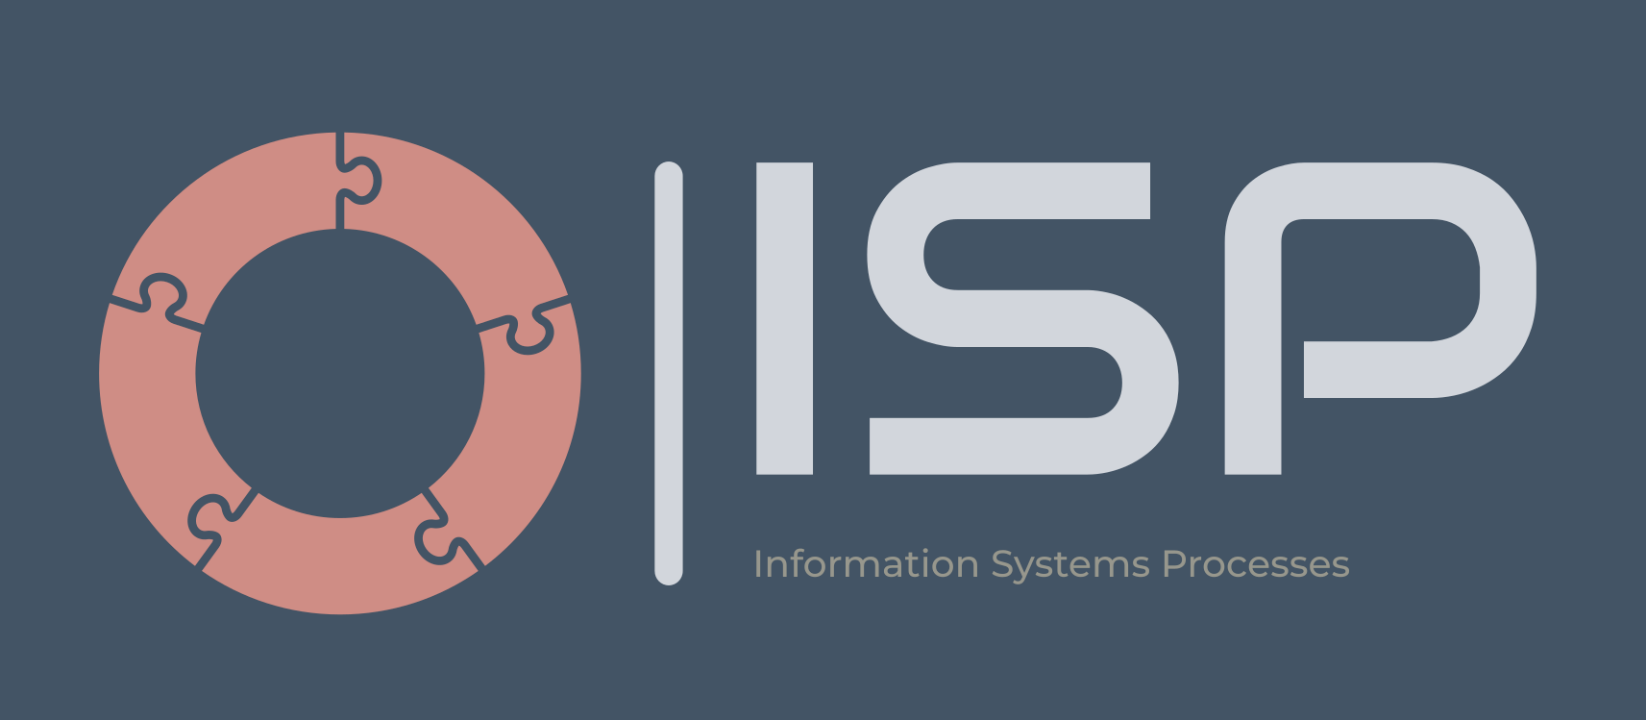 ISP
Information Systems Processes